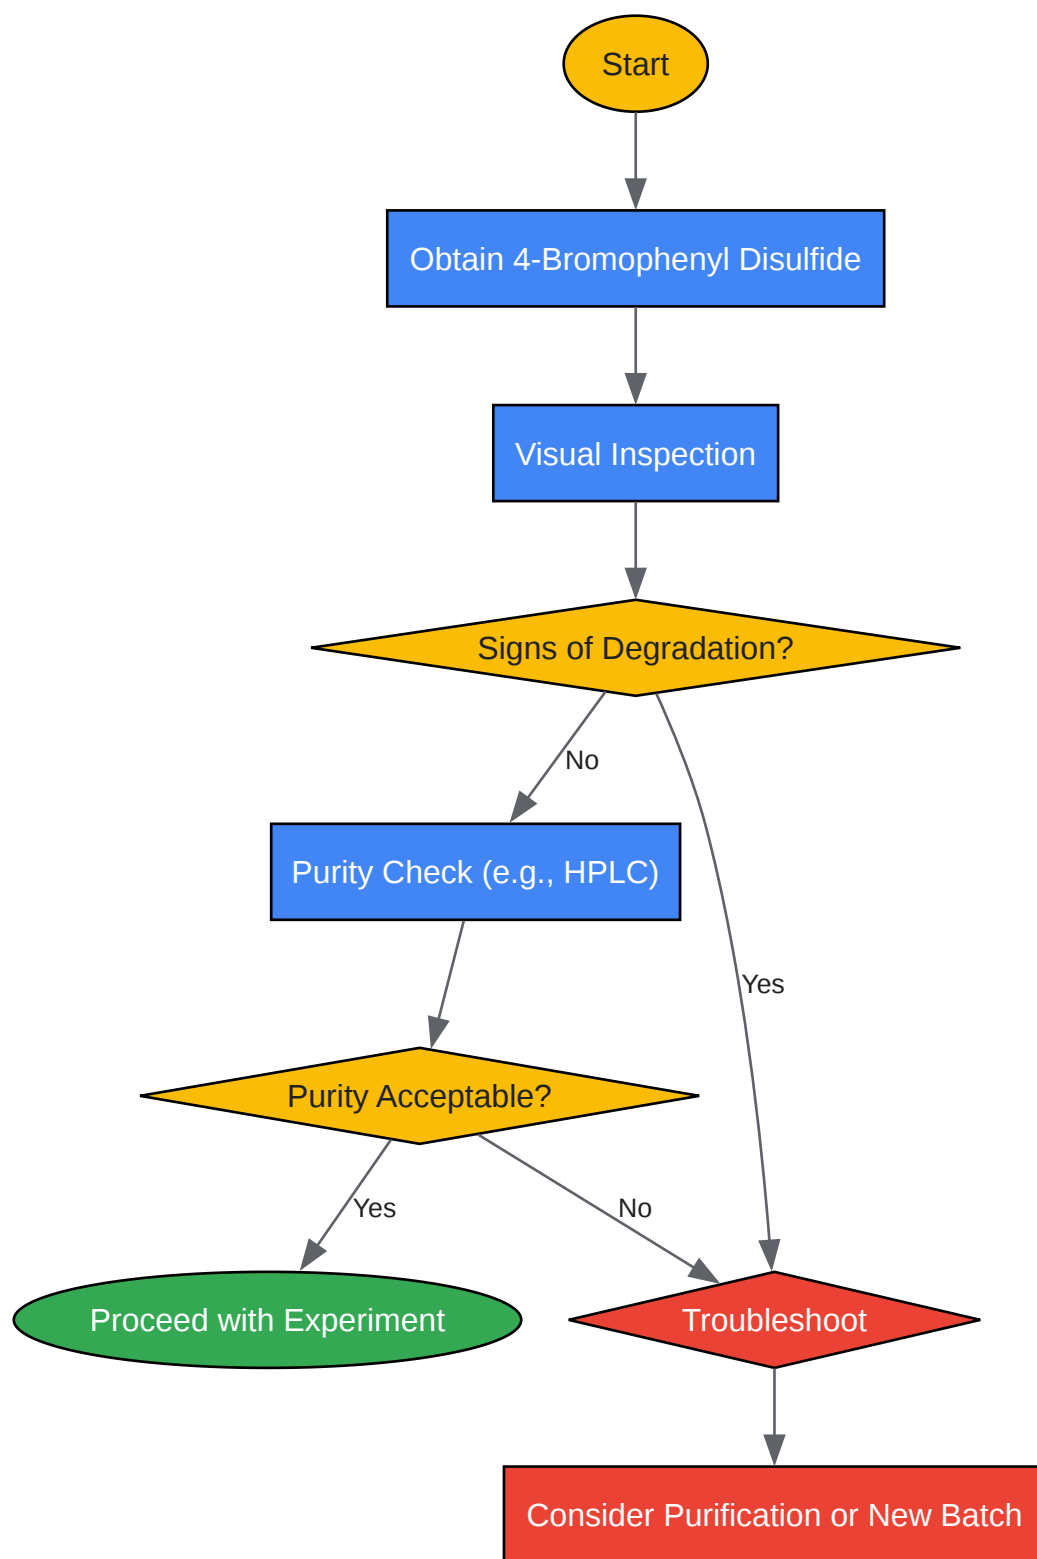 Start
Obtain 4-Bromophenyl Disulfide
Visual Inspection
Signs of Degradation?
No
Purity Check (e.g., HPLC)
Yes
Purity Acceptable?
Yes
No
Proceed with Experiment
Troubleshoot
Consider Purification or New Batch